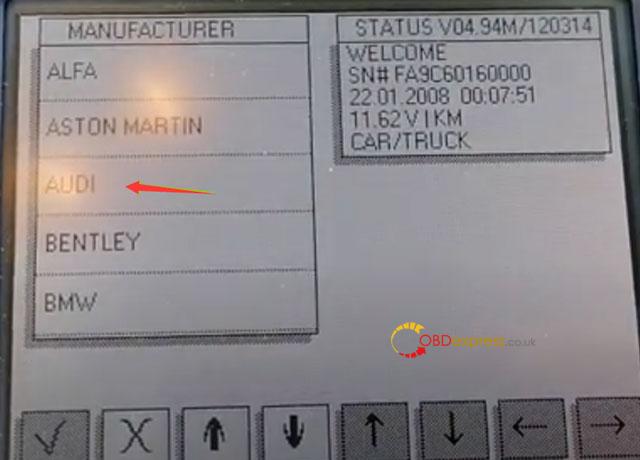 MANUFACTURER
ALFA
ASTON MARTIN
AUDI
BENTLEY
BMW
STATUS V04.94M/120314
WELCOME
SN# FA9C60160000
22.01.2008 00:07:51
11.62 V | KM
CAR/TRUCK
OBDexpress.co.uk